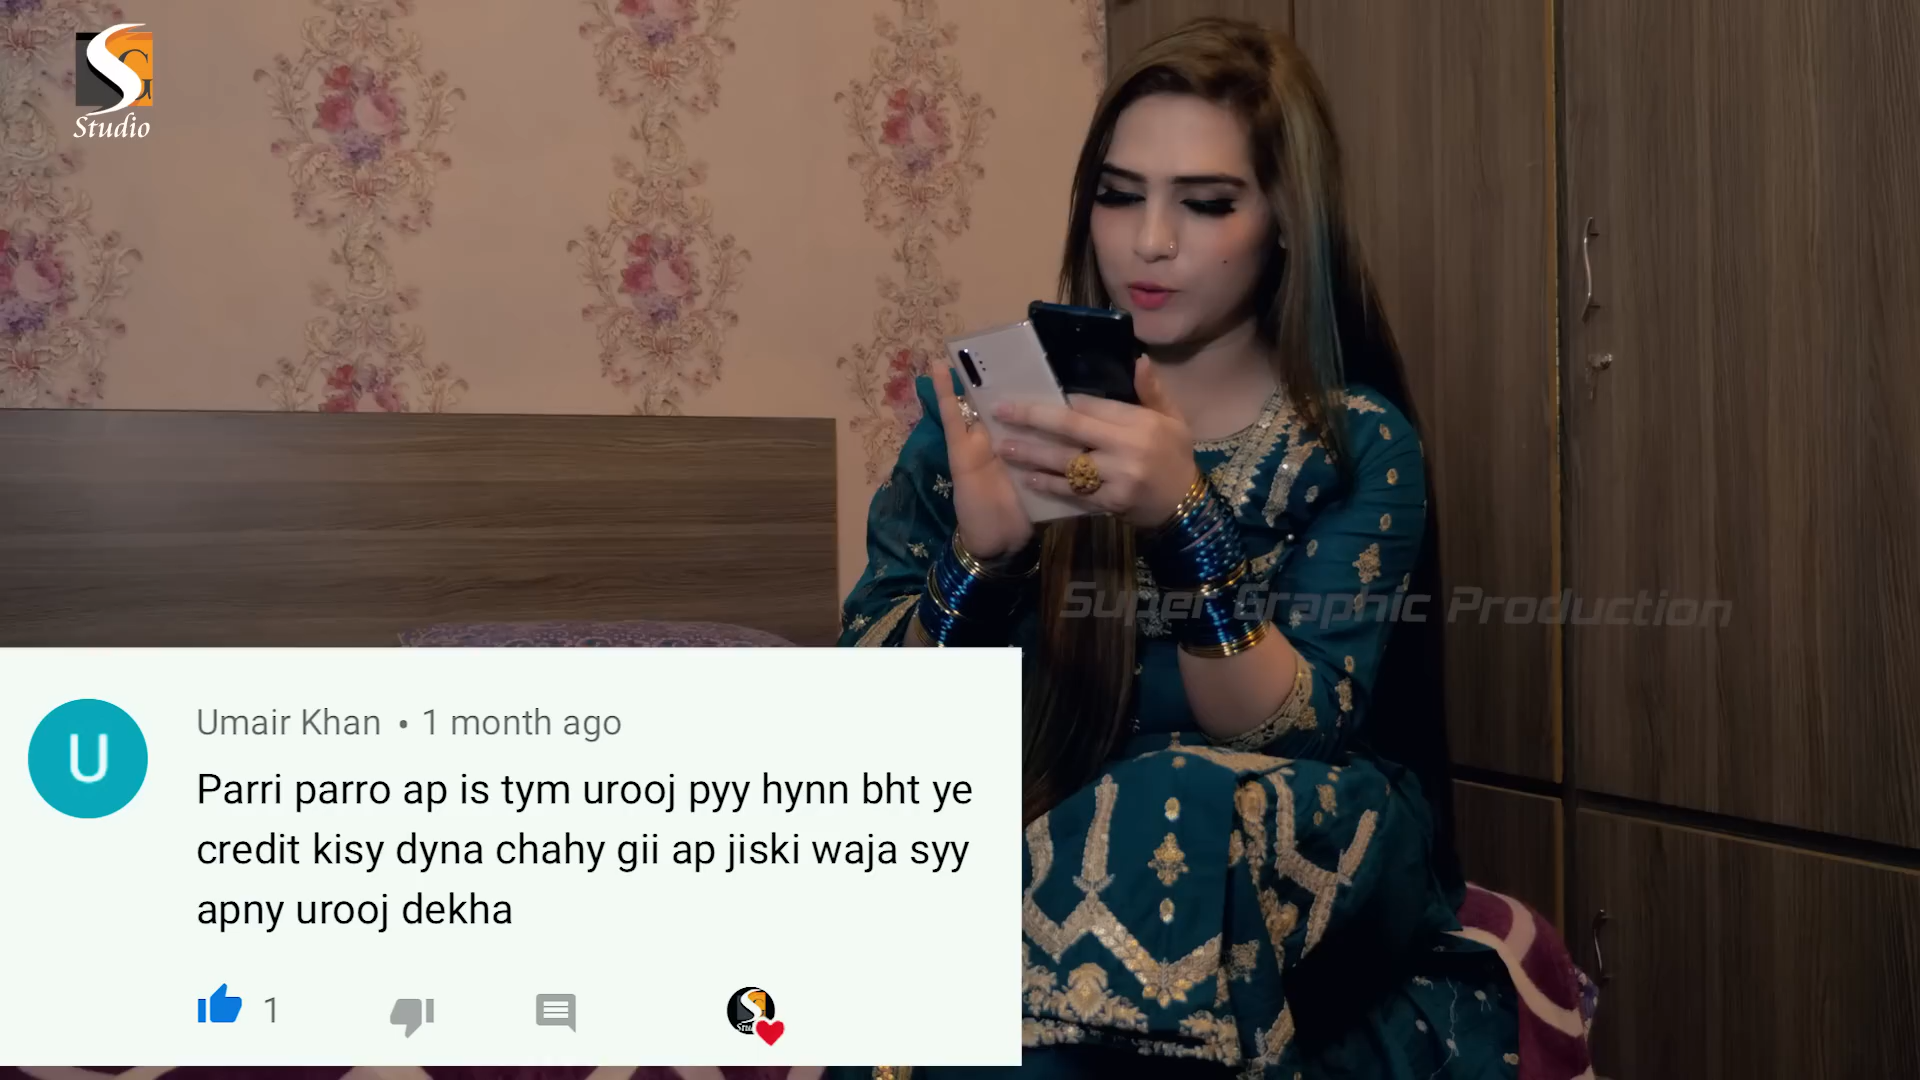 SG
Studio
Super Graphic Production
U
Umair Khan • 1 month ago
Parri parro ap is tym urooj pyy hynn bht ye
credit kisy dyna chahy gii ap jiski waja syy
apny urooj dekha
1